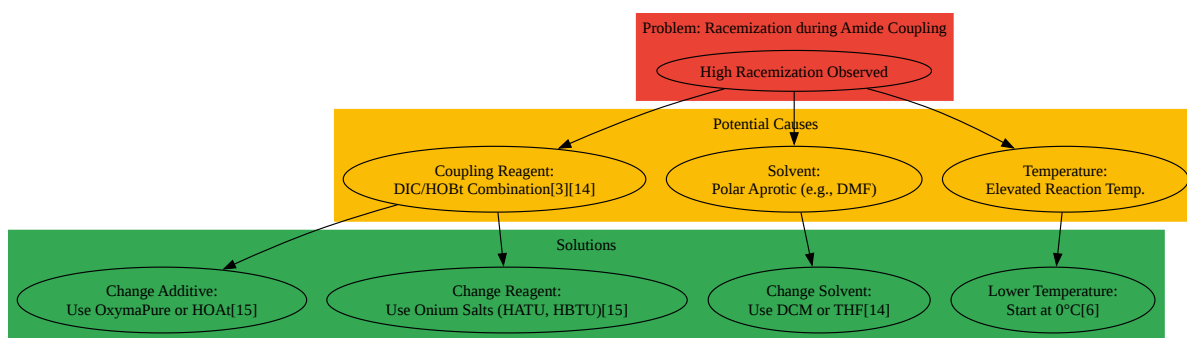 Problem: Racemization during Amide Coupling
High Racemization Observed
Potential Causes
Coupling Reagent:
DIC/HOBt Combination[3][14]
Solvent:
Polar Aprotic (e.g., DMF)
Temperature:
Elevated Reaction Temp.
Solutions
Change Additive:
Use OxymaPure or HOAt[15]
Change Reagent:
Use Onium Salts (HATU, HBTU)[15]
Change Solvent:
Use DCM or THF[14]
Lower Temperature:
Start at 0°C[6]